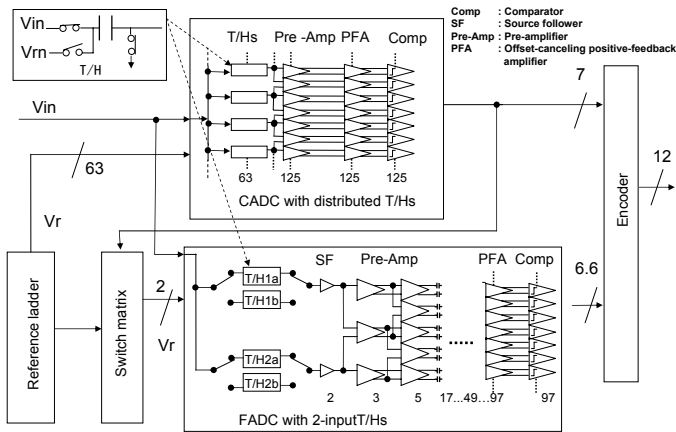 Comp : Comparator
SF : Source follower
Pre-Amp : Pre-amplifier
PFA : Offset-canceling positive-feedback
amplifier
Vin
Vrn
T/H
T/Hs Pre -Amp PFA Comp
Vin
63
63 125 125 125
CADC with distributed T/Hs
7
12
Encoder
Vr
Reference ladder
Switch matrix
2
Vr
SF Pre-Amp PFA Comp
T/H1a
T/H1b
T/H2a
T/H2b
6.6
2 3 5 17...49...97 97
FADC with 2-inputT/Hs